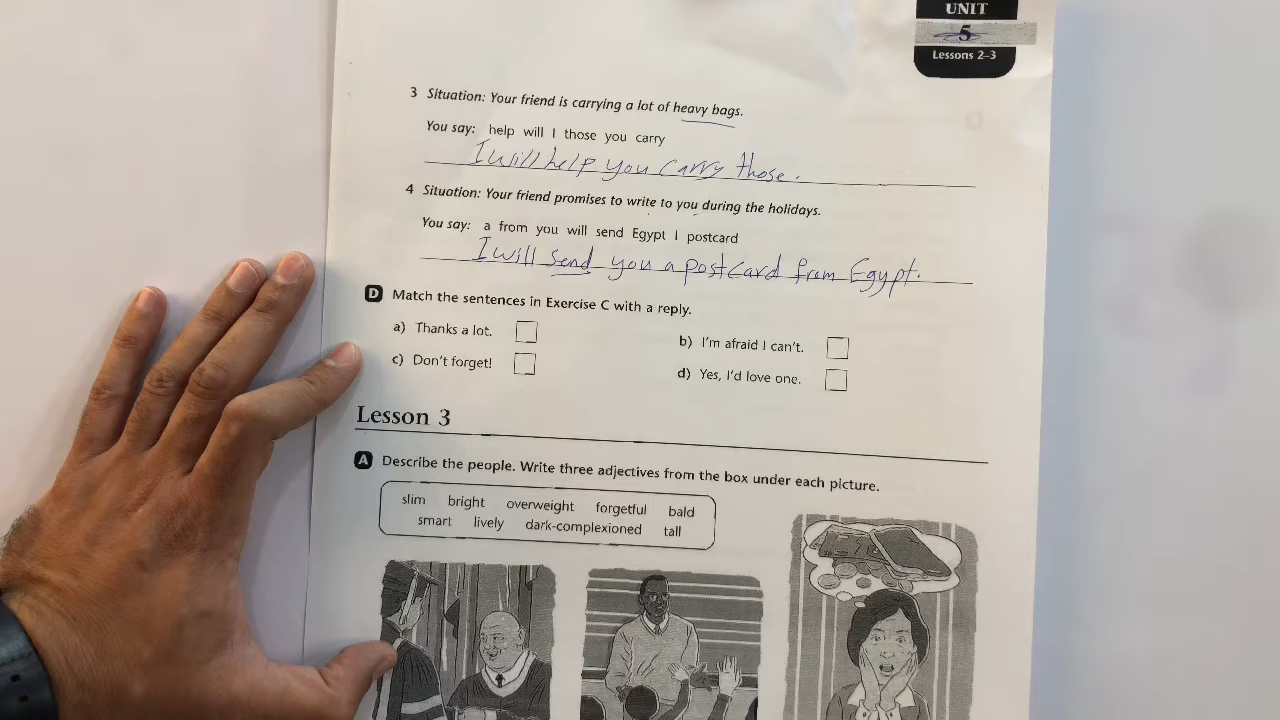 UNIT
5
Lessons 2–3
3 Situation: Your friend is carrying a lot of heavy bags.
You say: help will I those you carry
I will help you carry those.
4 Situation: Your friend promises to write to you during the holidays.
You say: a from you will send Egypt I postcard
I will send you a postcard from Egypt.
D Match the sentences in Exercise C with a reply.
a) Thanks a lot.
b) I'm afraid I can't.
c) Don't forget!
d) Yes, I'd love one.
Lesson 3
A Describe the people. Write three adjectives from the box under each picture.
slim bright overweight forgetful bald
smart lively dark-complexioned tall